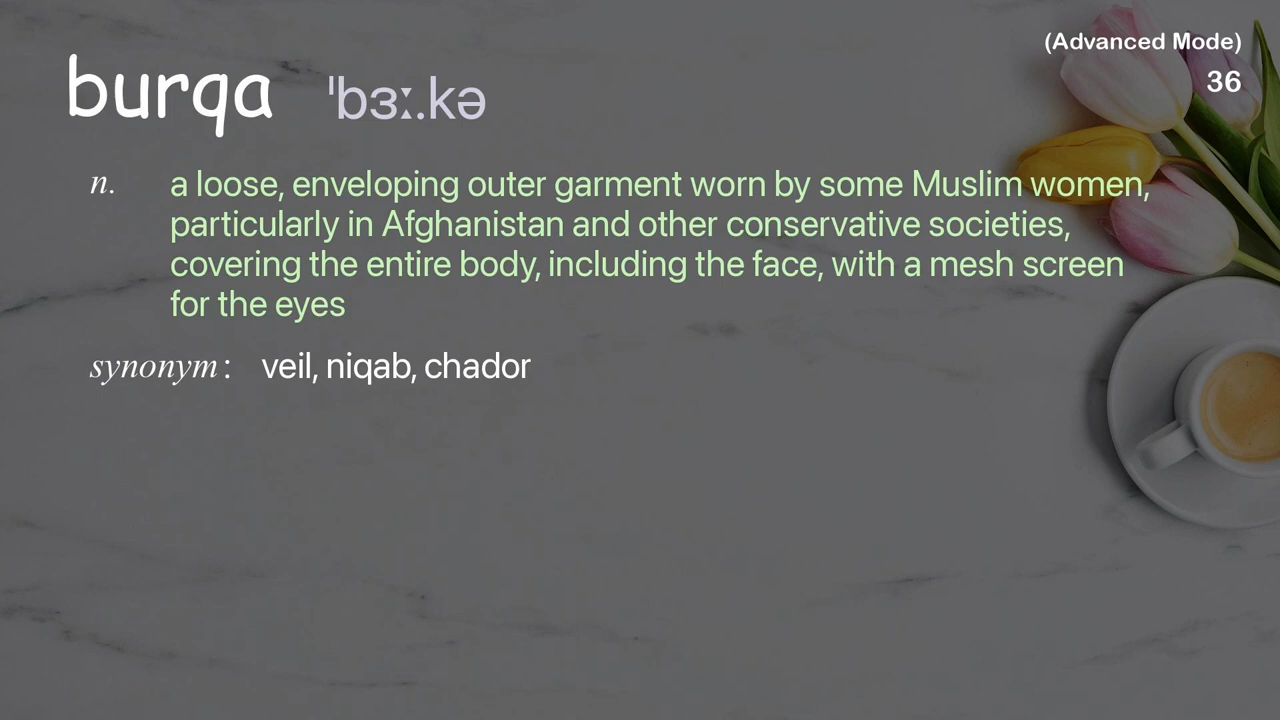 (Advanced Mode)
36
burqa ˈbɜː.kə
n. a loose, enveloping outer garment worn by some Muslim women,
particularly in Afghanistan and other conservative societies,
covering the entire body, including the face, with a mesh screen
for the eyes
synonym: veil, niqab, chador